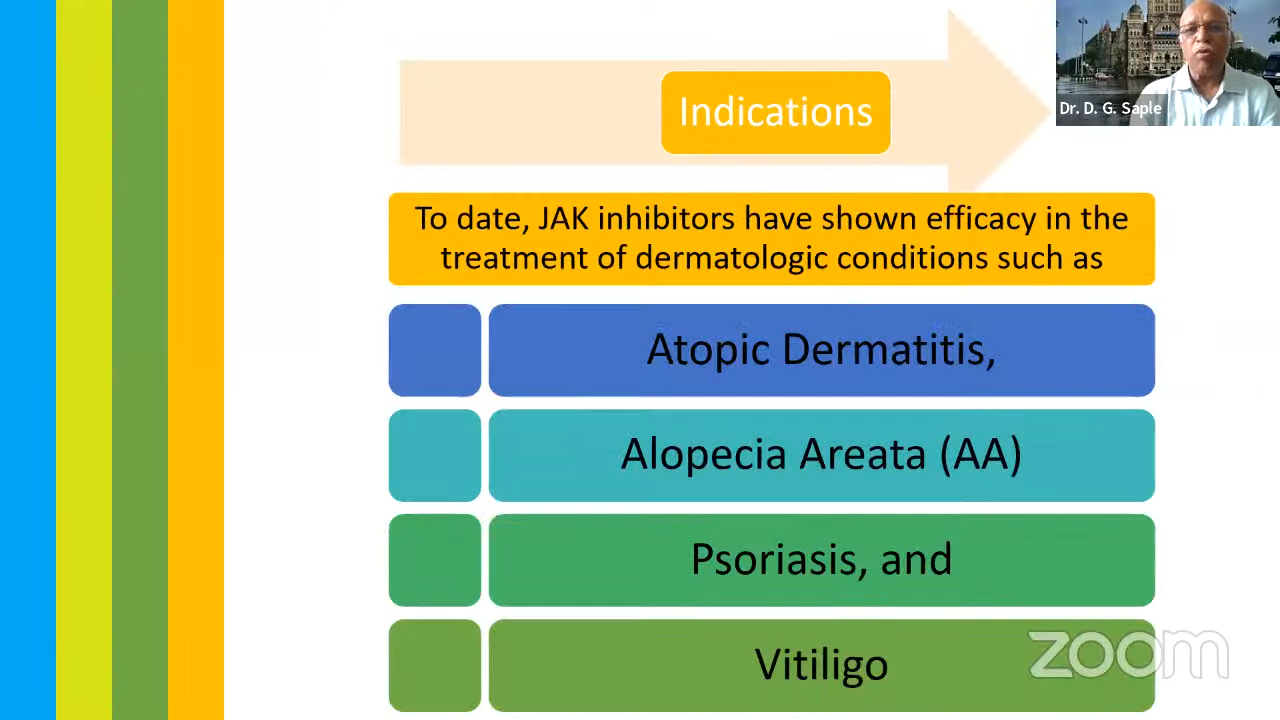 Indications
Dr. D. G. Saple
To date, JAK inhibitors have shown efficacy in the
treatment of dermatologic conditions such as
Atopic Dermatitis,
Alopecia Areata (AA)
Psoriasis, and
Vitiligo
zoom